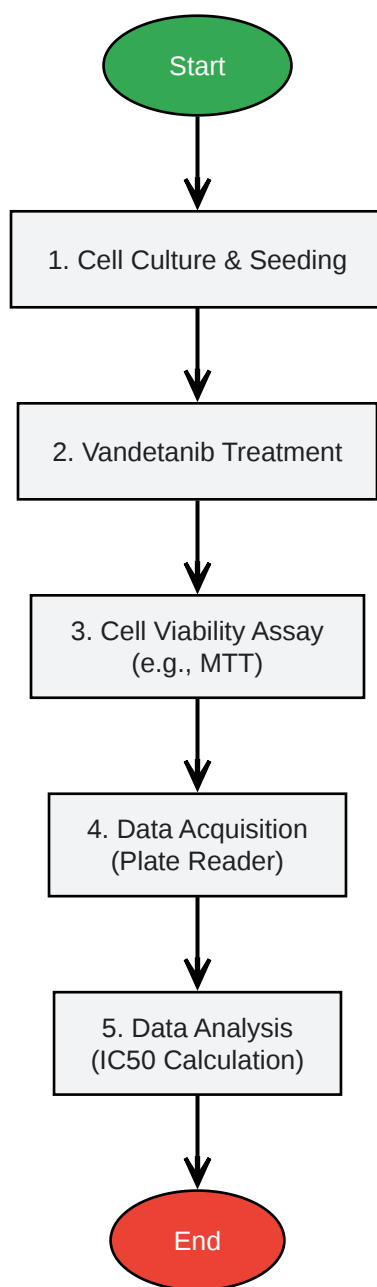 Start
1. Cell Culture & Seeding
2. Vandetanib Treatment
3. Cell Viability Assay
(e.g., MTT)
4. Data Acquisition
(Plate Reader)
5. Data Analysis
(IC50 Calculation)
End